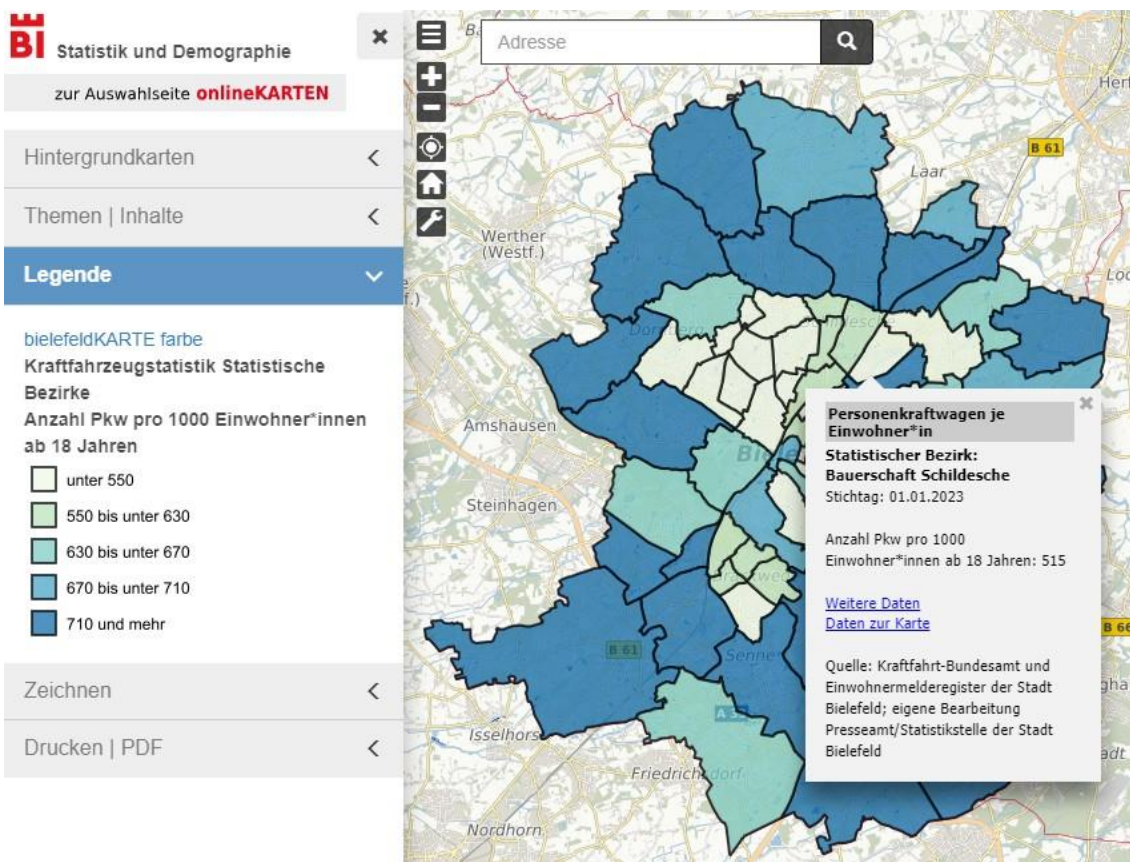 BI Statistik und Demographie
zur Auswahlseite onlineKARTEN
Hintergrundkarten
Themen | Inhalte
Legende
bielefeldKARTE farbe
Kraftfahrzeugstatistik Statistische
Bezirke
Anzahl Pkw pro 1000 Einwohner*innen
ab 18 Jahren
unter 550
550 bis unter 630
630 bis unter 670
670 bis unter 710
710 und mehr
Zeichnen
Drucken | PDF
Adresse
B 61
Laar
Werther
(Westf.)
Amshausen
Steinhagen
B 61
Senne
A 33
Isselhors
Friedrichsdorf
Nordhorn
Personenkraftwagen je
Einwohner*in
Statistischer Bezirk:
Bauerschaft Schildesche
Stichtag: 01.01.2023
Anzahl Pkw pro 1000
Einwohner*innen ab 18 Jahren: 515
Weitere Daten
Daten zur Karte
Quelle: Kraftfahrt-Bundesamt und
Einwohnermelderegister der Stadt
Bielefeld; eigene Bearbeitung
Presseamt/Statistikstelle der Stadt
Bielefeld